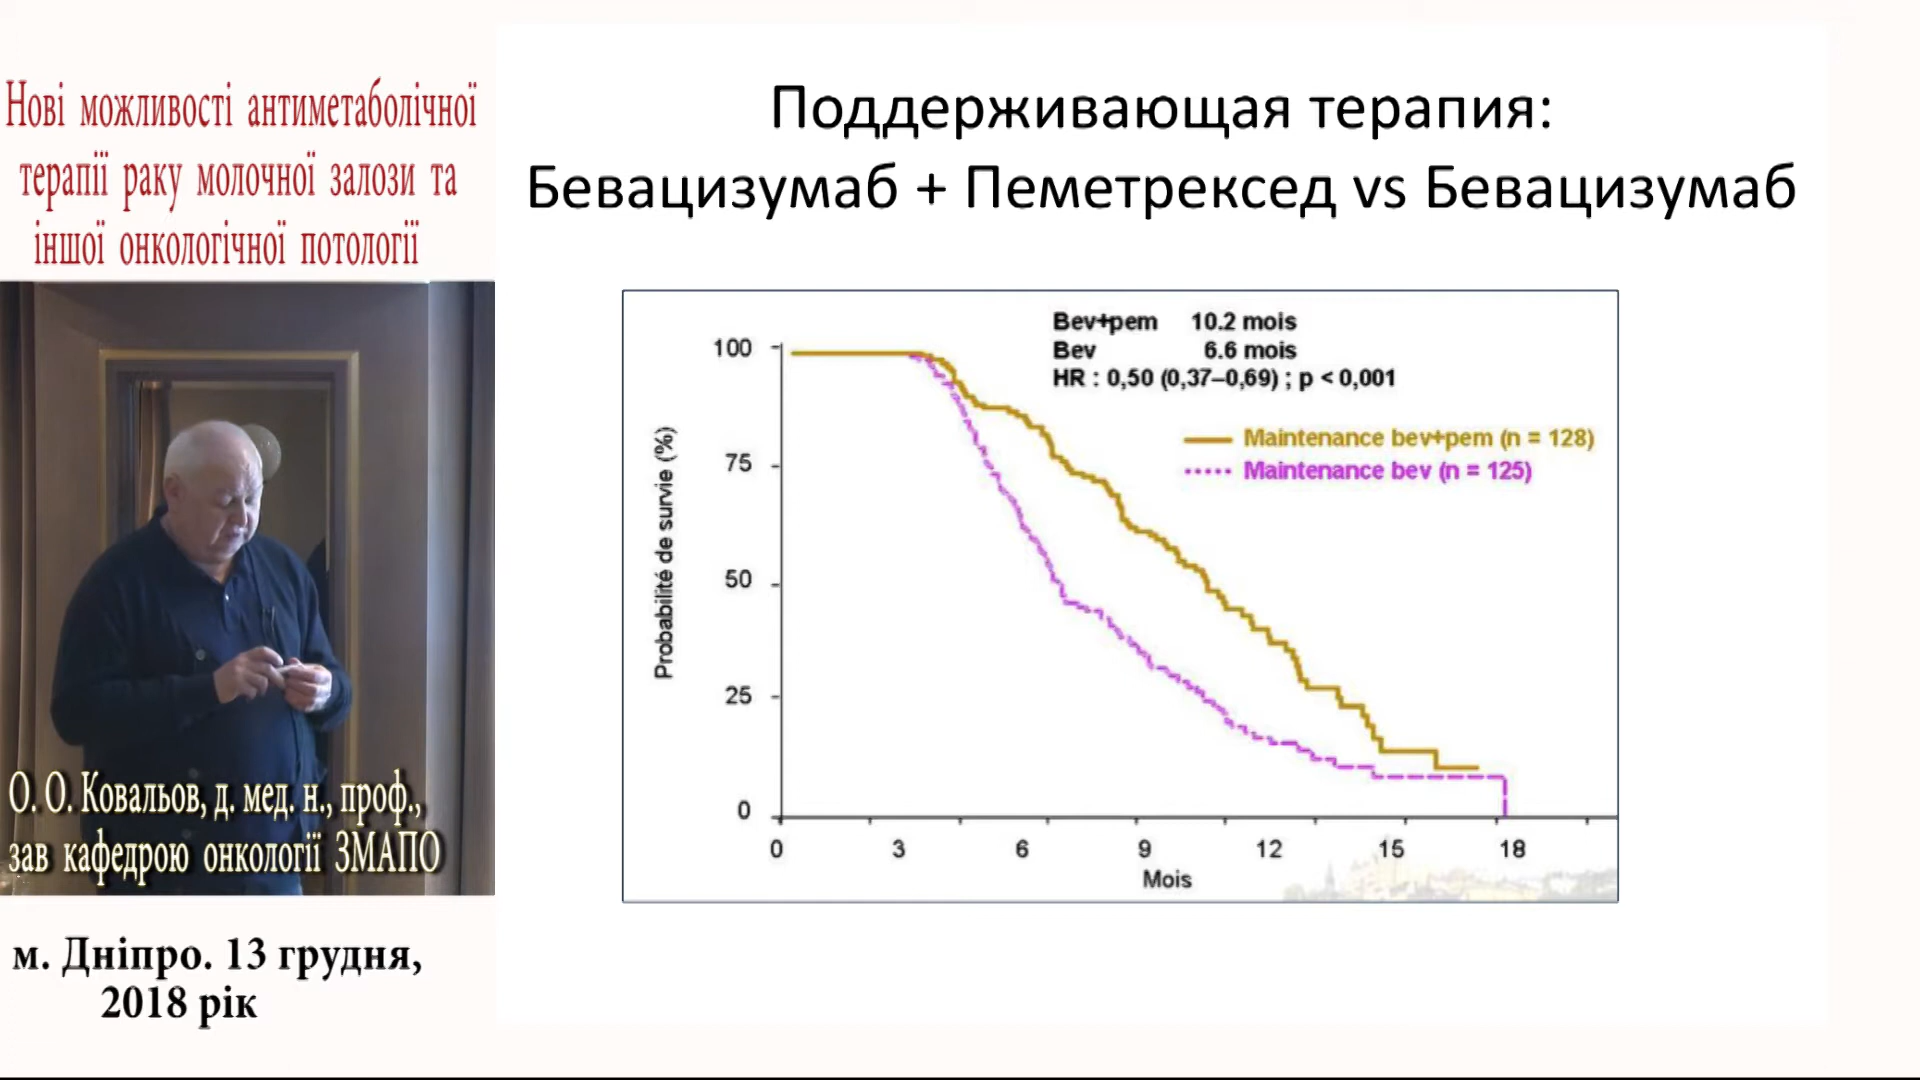 Нові можливості антиметаболічної
терапії раку молочної залози та
іншої онкологічної потології
О. О. Ковальов, д. мед. н., проф.,
зав кафедрою онкології ЗМАПО
м. Дніпро. 13 грудня,
2018 рік
Поддерживающая терапия:
Бевацизумаб + Пеметрексед vs Бевацизумаб
Bev+pem 10.2 mois
Bev 6.6 mois
HR : 0,50 (0,37–0,69) ; p < 0,001
Maintenance bev+pem (n = 128)
Maintenance bev (n = 125)
Probabilité de survie (%)
100
75
50
25
0
0 3 6 9 12 15 18
Mois